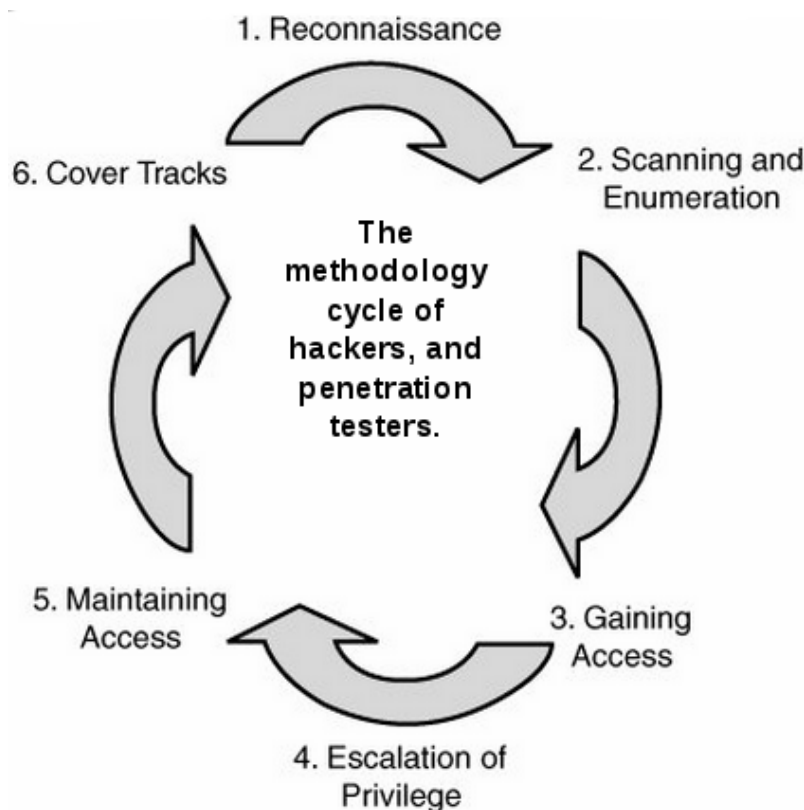 1. Reconnaissance
2. Scanning and
Enumeration
3. Gaining
Access
4. Escalation of
Privilege
5. Maintaining
Access
6. Cover Tracks
The
methodology
cycle of
hackers, and
penetration
testers.